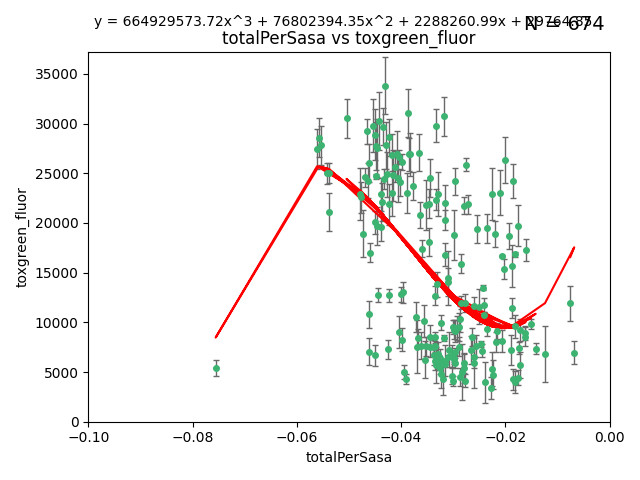 y = 664929573.72x^3 + 76802394.35x^2 + 2288260.99x +
N = 674
totalPerSasa vs toxgreen_fluor
35000
30000
25000
20000
15000
10000
5000
0
toxgreen_fluor
−0.10 −0.08 −0.06 −0.04 −0.02 0.00
totalPerSasa